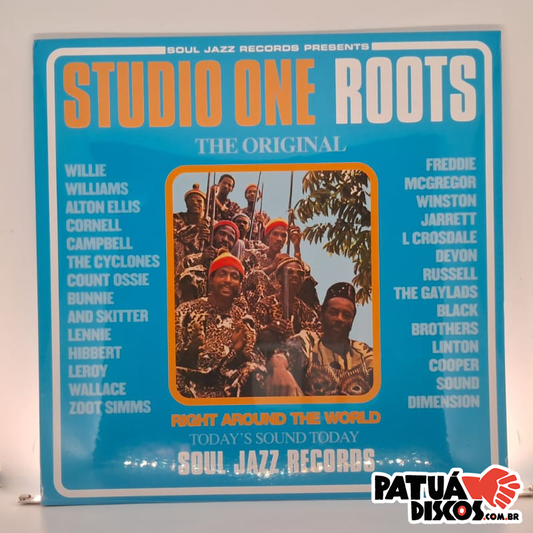 SOUL JAZZ RECORDS PRESENTS
STUDIO ONE ROOTS
THE ORIGINAL
WILLIE
WILLIAMS
ALTON ELLIS
CORNELL
CAMPBELL
THE CYCLONES
COUNT OSSIE
BUNNIE
AND SKITTER
LENNIE
HIBBERT
LEROY
WALLACE
ZOOT SIMMS
FREDDIE
MCGREGOR
WINSTON
JARRETT
L CROSDALE
DEVON
RUSSELL
THE GAYLADS
BLACK
BROTHERS
LINTON
COOPER
SOUND
DIMENSION
RIGHT AROUND THE WORLD
TODAY'S SOUND TODAY
SOUL JAZZ RECORDS
PATUÁ
DISCOS.COM.BR